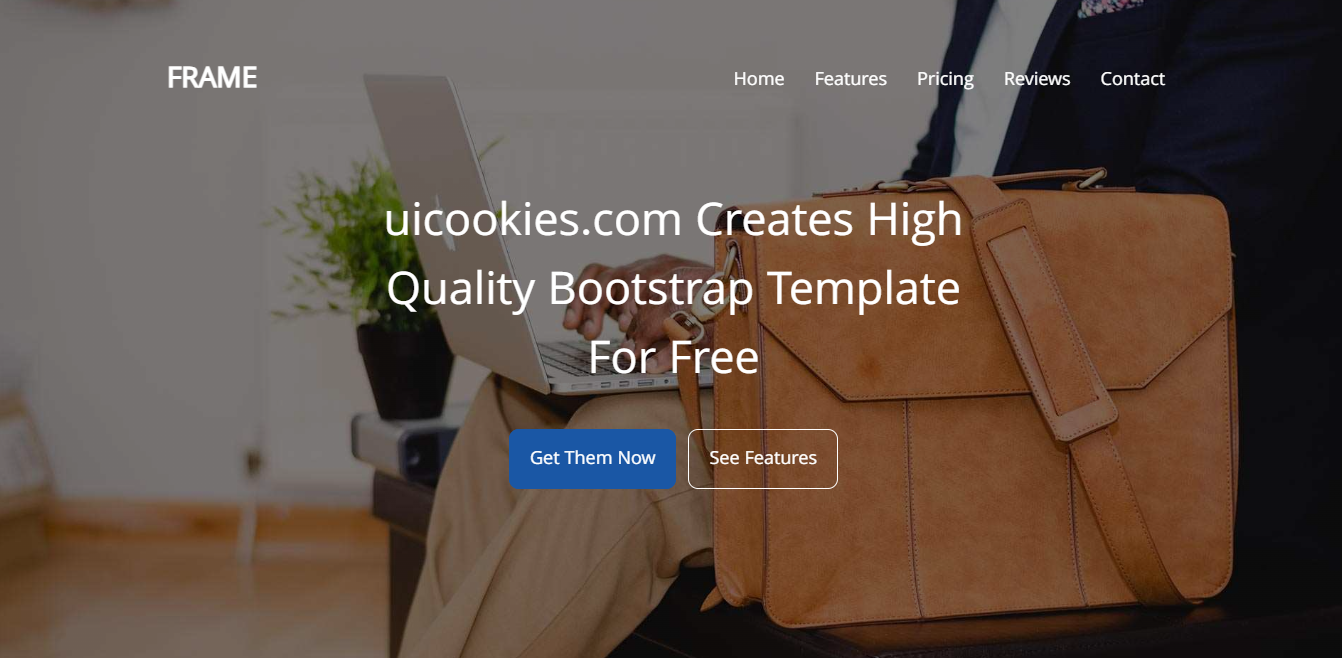 FRAME
Home Features Pricing Reviews Contact
uicookies.com Creates High
Quality Bootstrap Template
For Free
Get Them Now
See Features